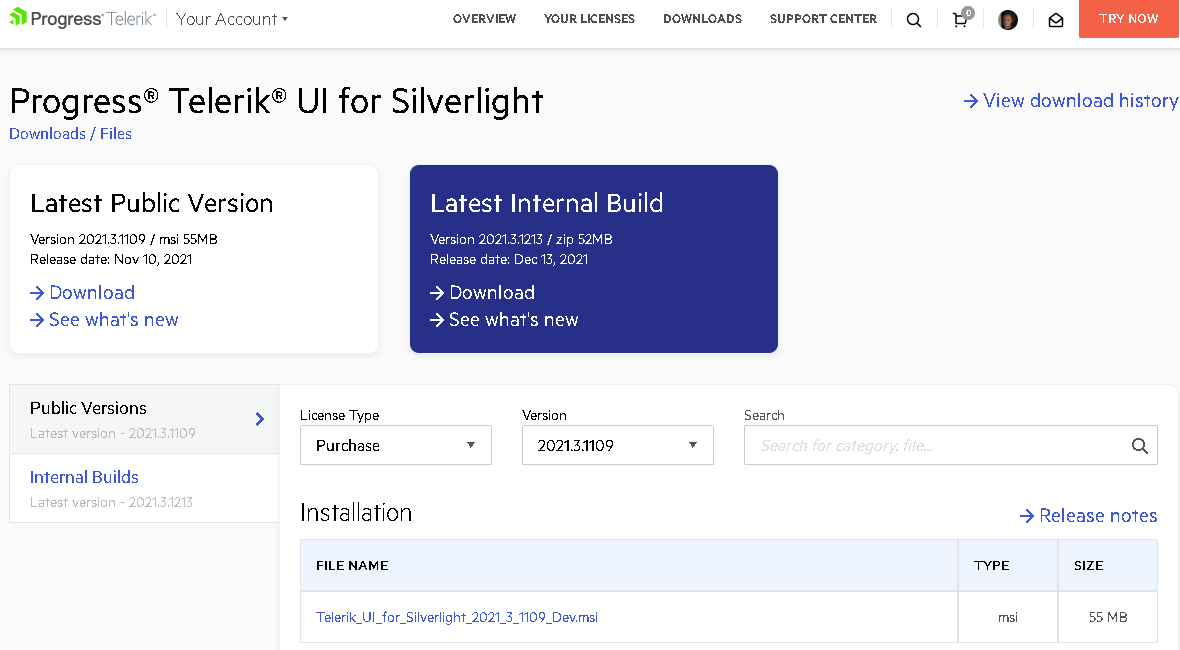 Progress Telerik Your Account OVERVIEW YOUR LICENSES DOWNLOADS SUPPORT CENTER 0 TRY NOW
Progress® Telerik® UI for Silverlight
View download history
Downloads / Files
Latest Public Version
Version 2021.3.1109 / msi 55MB
Release date: Nov 10, 2021
Download
See what's new
Latest Internal Build
Version 2021.3.1213 / zip 52MB
Release date: Dec 13, 2021
Download
See what's new
Public Versions
Latest version - 2021.3.1109
Internal Builds
Latest version - 2021.3.1213
License Type
Purchase
Version
2021.3.1109
Search
Search for category, file...
Installation
Release notes
FILE NAME TYPE SIZE
Telerik_UI_for_Silverlight_2021_3_1109_Dev.msi msi 55 MB